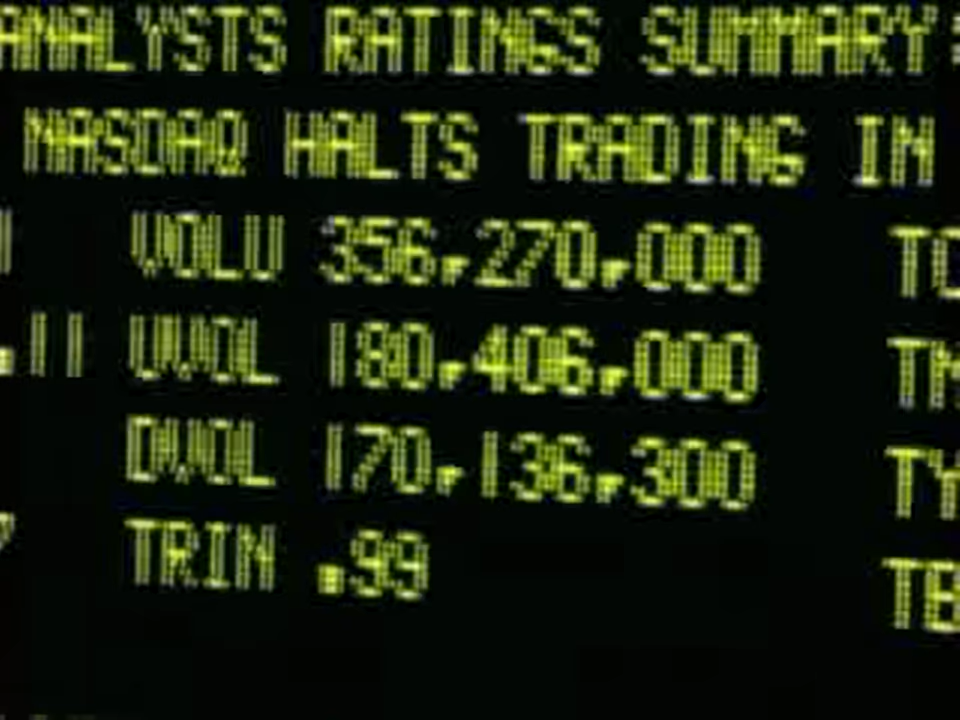 ANALYSTS RATINGS SUMMARY
NASDAQ HALTS TRADING IN
VOLU 356,270,000
.11 UVOL 180,406,000
DVOL 170,136,300
TRIN .99